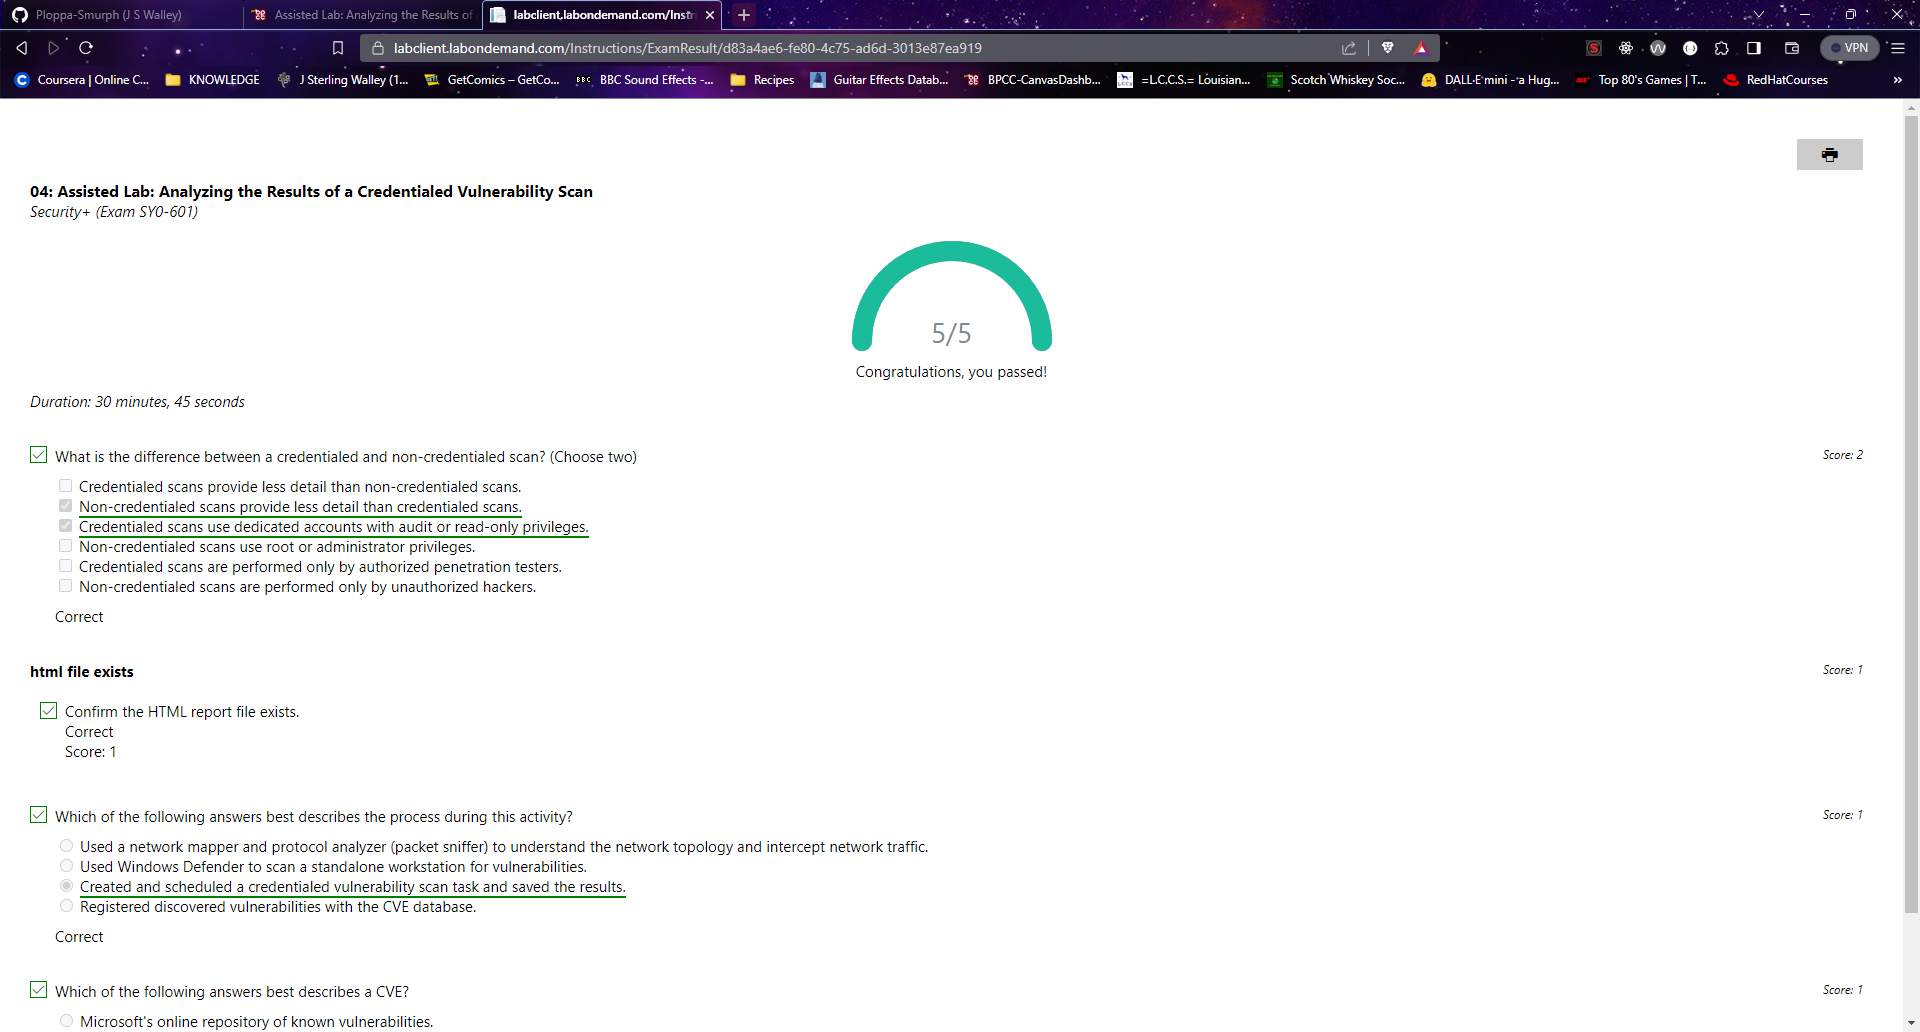 Ploppa-Smurph (J S Walley)
Assisted Lab: Analyzing the Results of
labclient.labondemand.com/Instr
labclient.labondemand.com/Instructions/ExamResult/d83a4ae6-fe80-4c75-ad6d-3013e87ea919
VPN
Coursera | Online C...
KNOWLEDGE
J Sterling Walley (1...
GetComics – GetCo...
BBC
BBC Sound Effects -...
Recipes
Guitar Effects Datab...
BPCC-CanvasDashb...
=L.C,C.S.= Louisian...
Scotch Whiskey Soc...
DALL·E mini - a Hug...
Top 80's Games | T...
RedHatCourses
»
04: Assisted Lab: Analyzing the Results of a Credentialed Vulnerability Scan
Security+ (Exam SY0-601)
5/5
Congratulations, you passed!
Duration: 30 minutes, 45 seconds
What is the difference between a credentialed and non-credentialed scan? (Choose two)
Score: 2
Credentialed scans provide less detail than non-credentialed scans.
Non-credentialed scans provide less detail than credentialed scans.
Credentialed scans use dedicated accounts with audit or read-only privileges.
Non-credentialed scans use root or administrator privileges.
Credentialed scans are performed only by authorized penetration testers.
Non-credentialed scans are performed only by unauthorized hackers.
Correct
html file exists
Score: 1
Confirm the HTML report file exists.
Correct
Score: 1
Which of the following answers best describes the process during this activity?
Score: 1
Used a network mapper and protocol analyzer (packet sniffer) to understand the network topology and intercept network traffic.
Used Windows Defender to scan a standalone workstation for vulnerabilities.
Created and scheduled a credentialed vulnerability scan task and saved the results.
Registered discovered vulnerabilities with the CVE database.
Correct
Which of the following answers best describes a CVE?
Score: 1
Microsoft's online repository of known vulnerabilities.